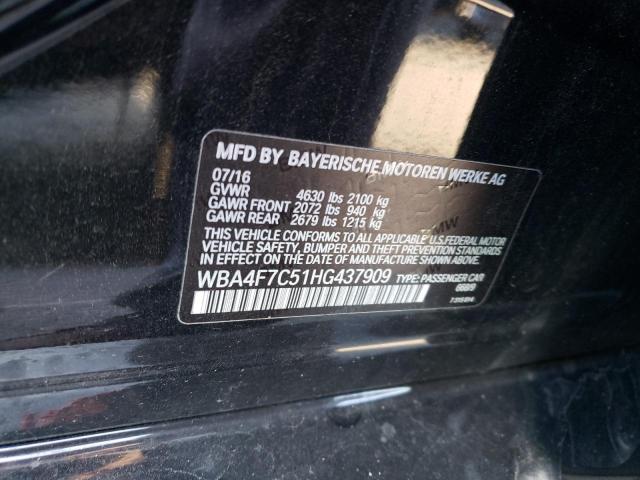 MFD BY BAYERISCHE MOTOREN WERKE AG
07/16
GVWR 4630 lbs 2100 kg
GAWR FRONT 2072 lbs 940 kg
GAWR REAR 2679 lbs 1215 kg
THIS VEHICLE CONFORMS TO ALL APPLICABLE U.S.FEDERAL MOTOR
VEHICLE SAFETY, BUMPER AND THEFT PREVENTION STANDARDS
IN EFFECT ON THE DATE OF MANUFACTURE SHOWN ABOVE.
WBA4F7C51HG437909 TYPE: PASSENGER CAR